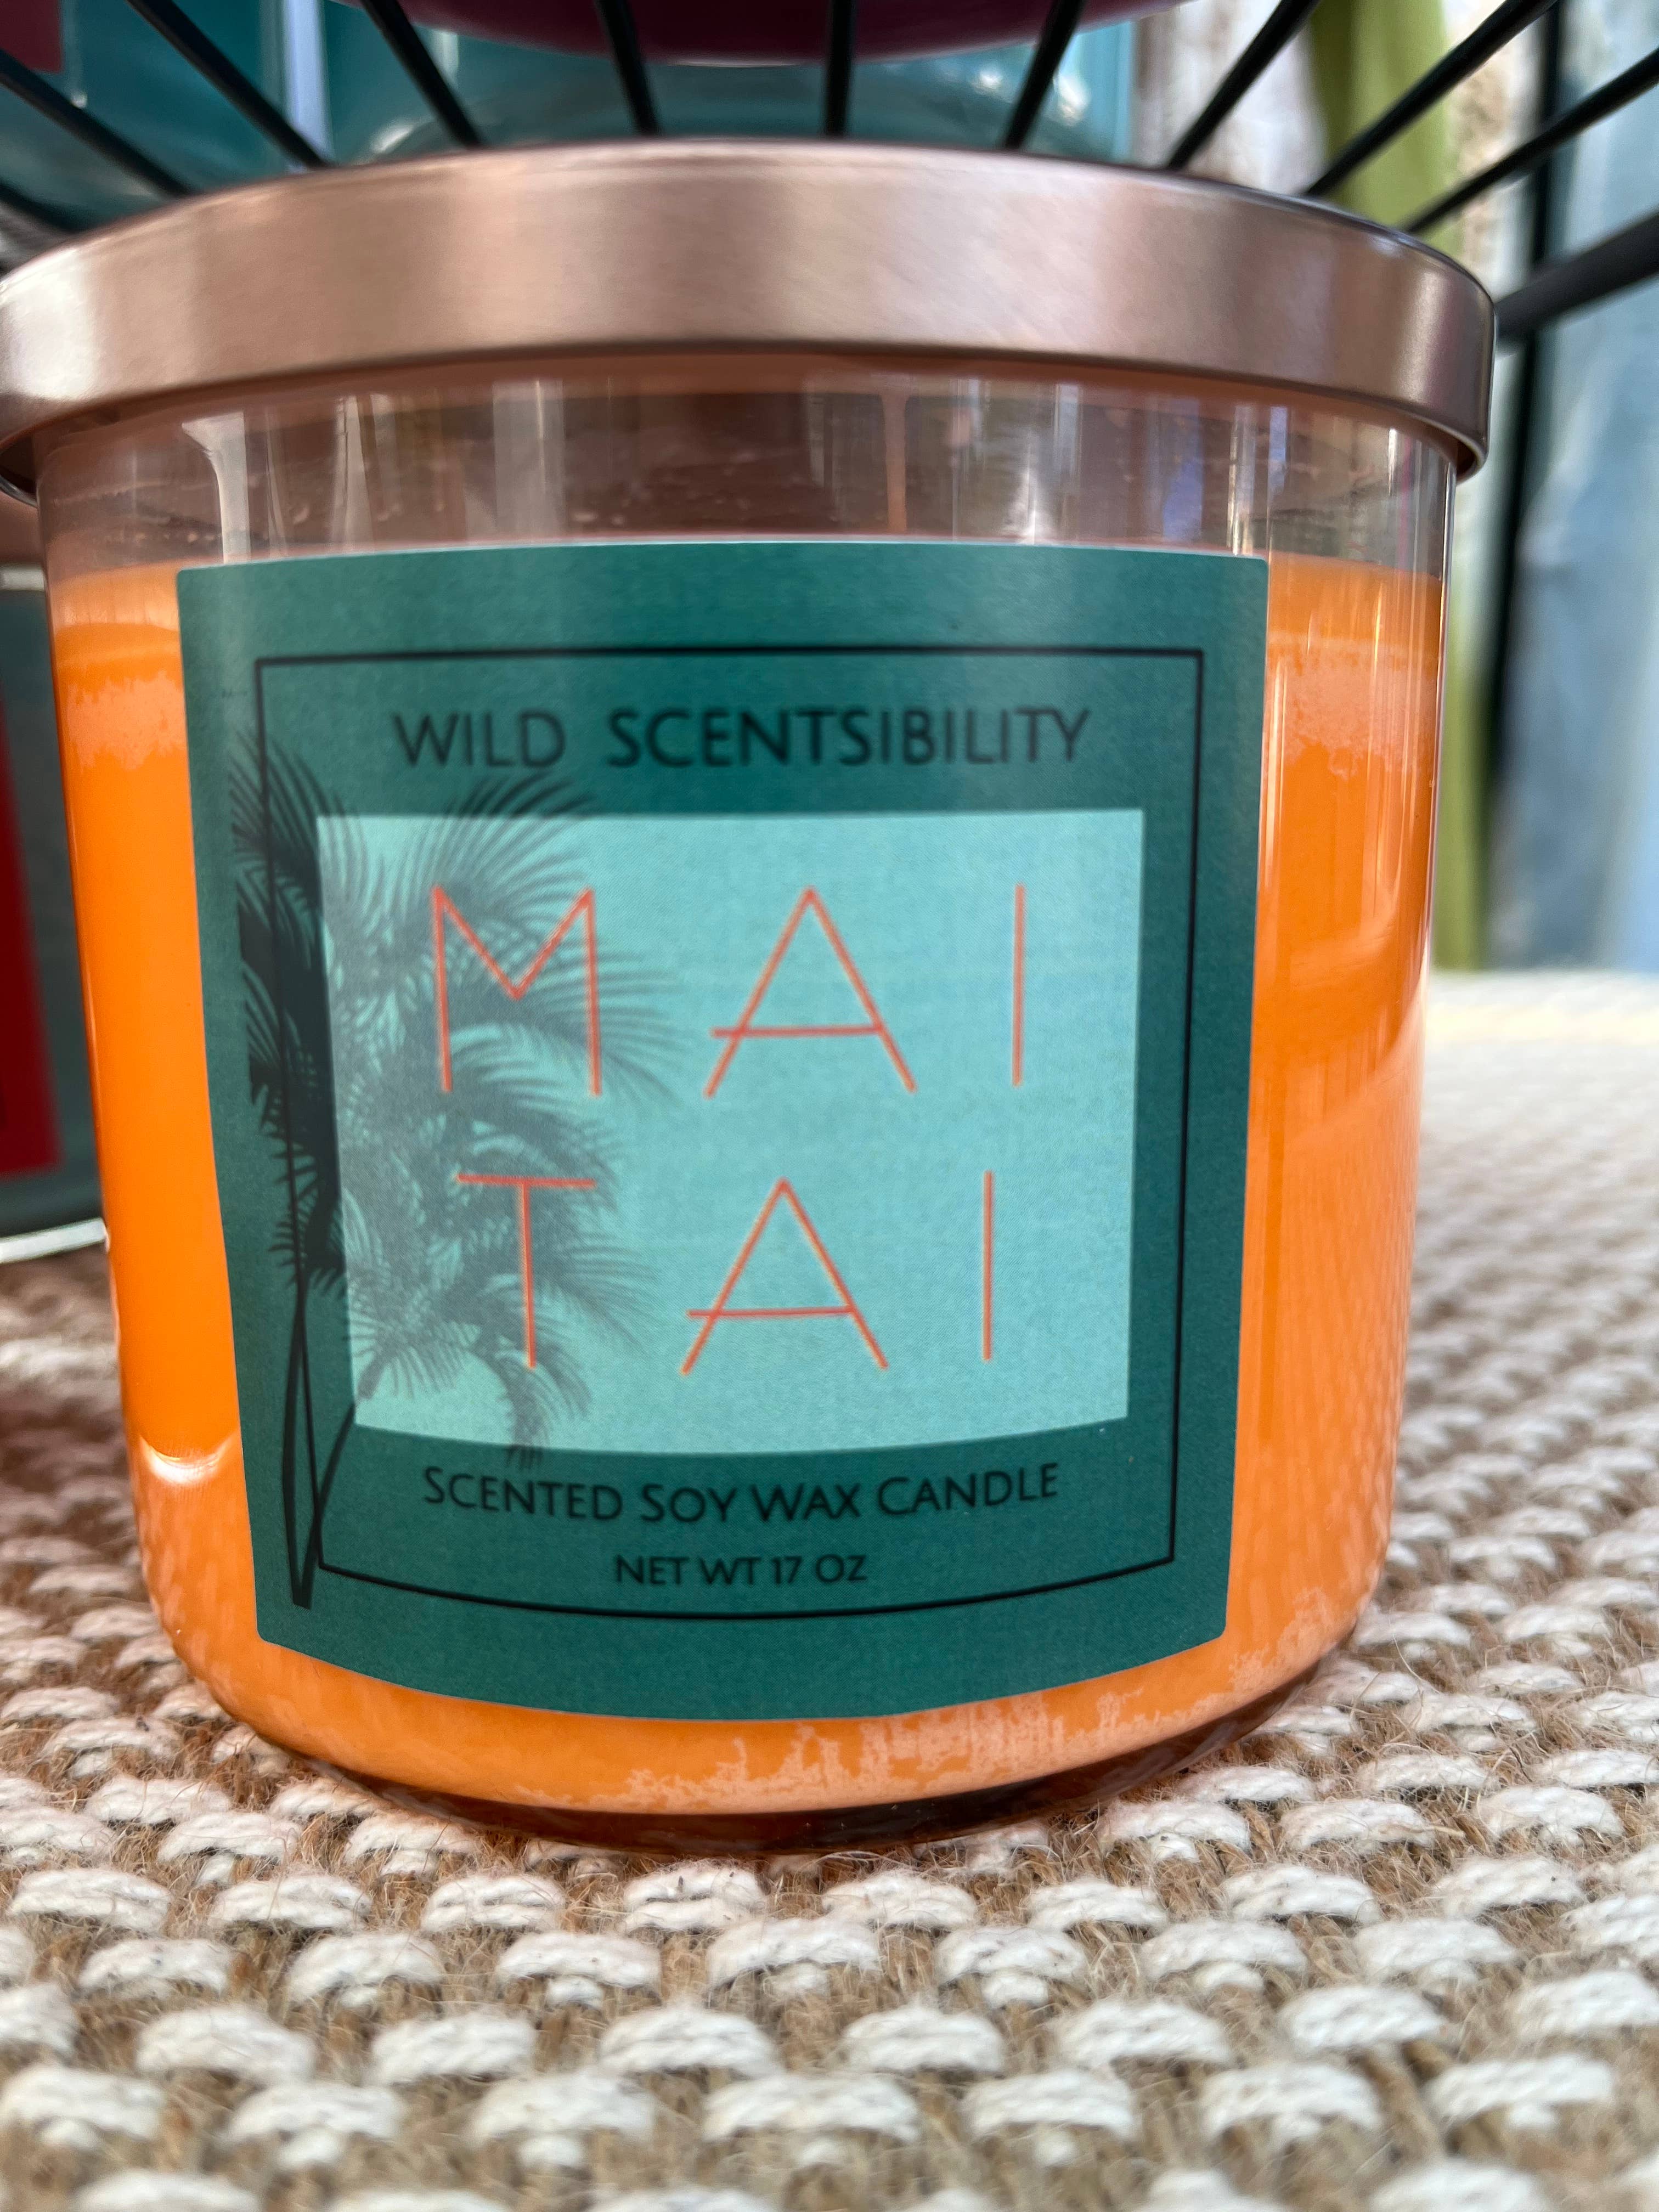 WILD SCENTSIBILITY
MAI
TAI
SCENTED SOY WAX CANDLE
NET WT 17 OZ